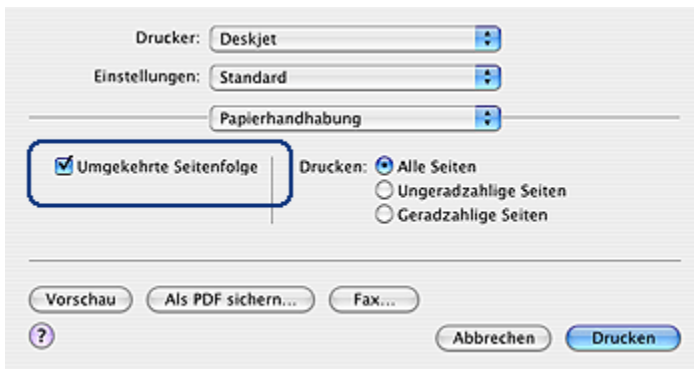 Drucker: Deskjet
Einstellungen: Standard
Papierhandhabung
Umgekehrte Seitenfolge Drucken: Alle Seiten
Ungeradzahlige Seiten
Geradzahlige Seiten
Vorschau Als PDF sichern... Fax...
? Abbrechen Drucken